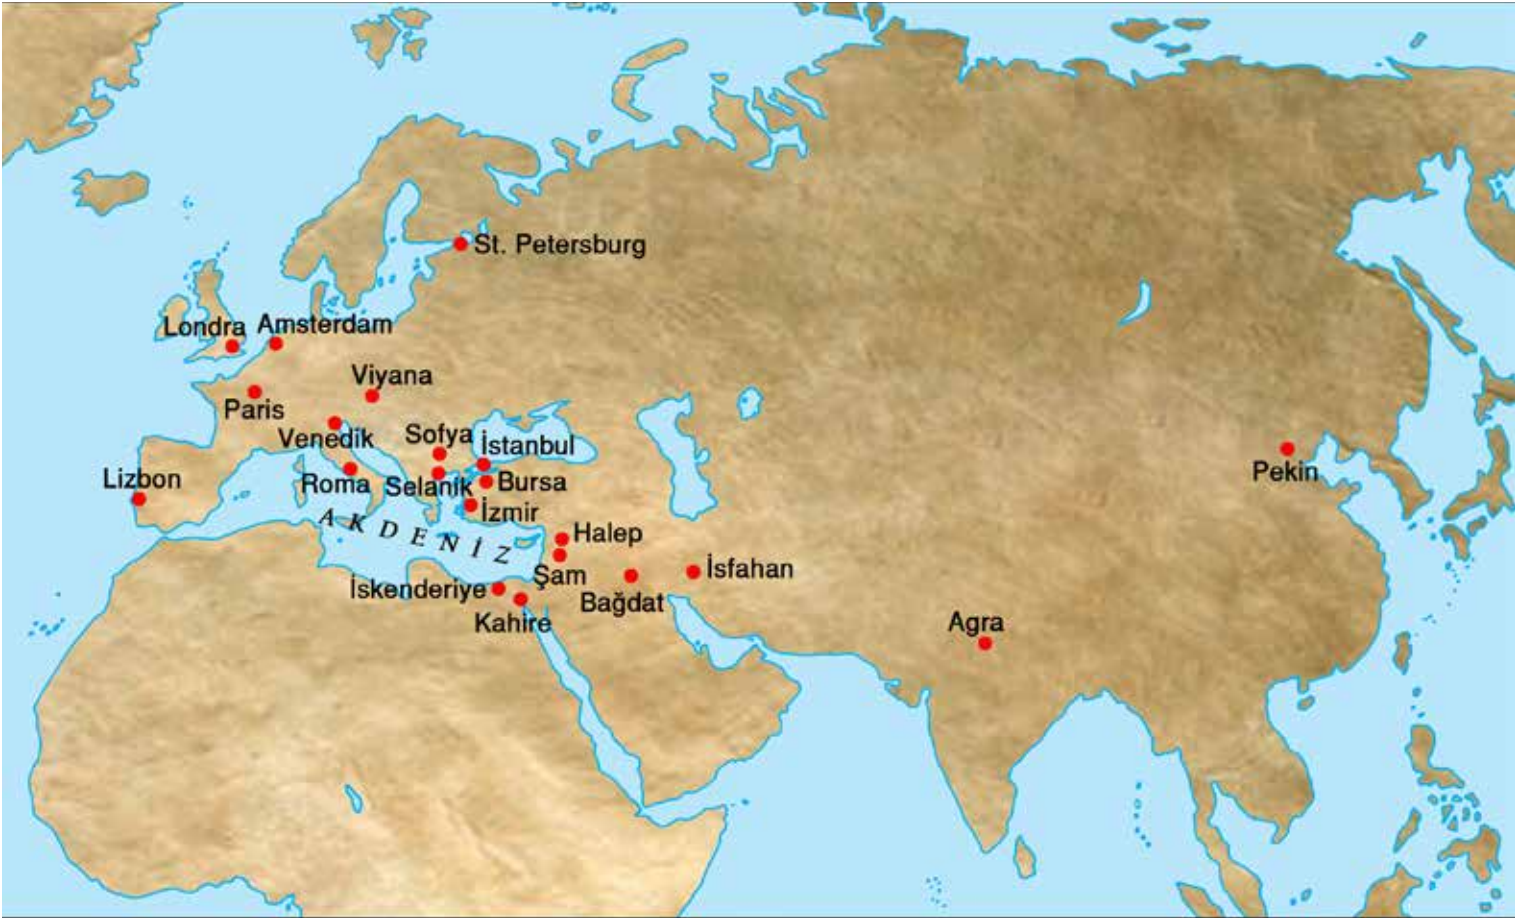 St. Petersburg
Londra
Amsterdam
Viyana
Paris
Venedik
Sofya
İstanbul
Lizbon
Roma
Selanik
Bursa
Pekin
İzmir
AKDENİZ
Halep
Şam
İsfahan
İskenderiye
Bağdat
Kahire
Agra